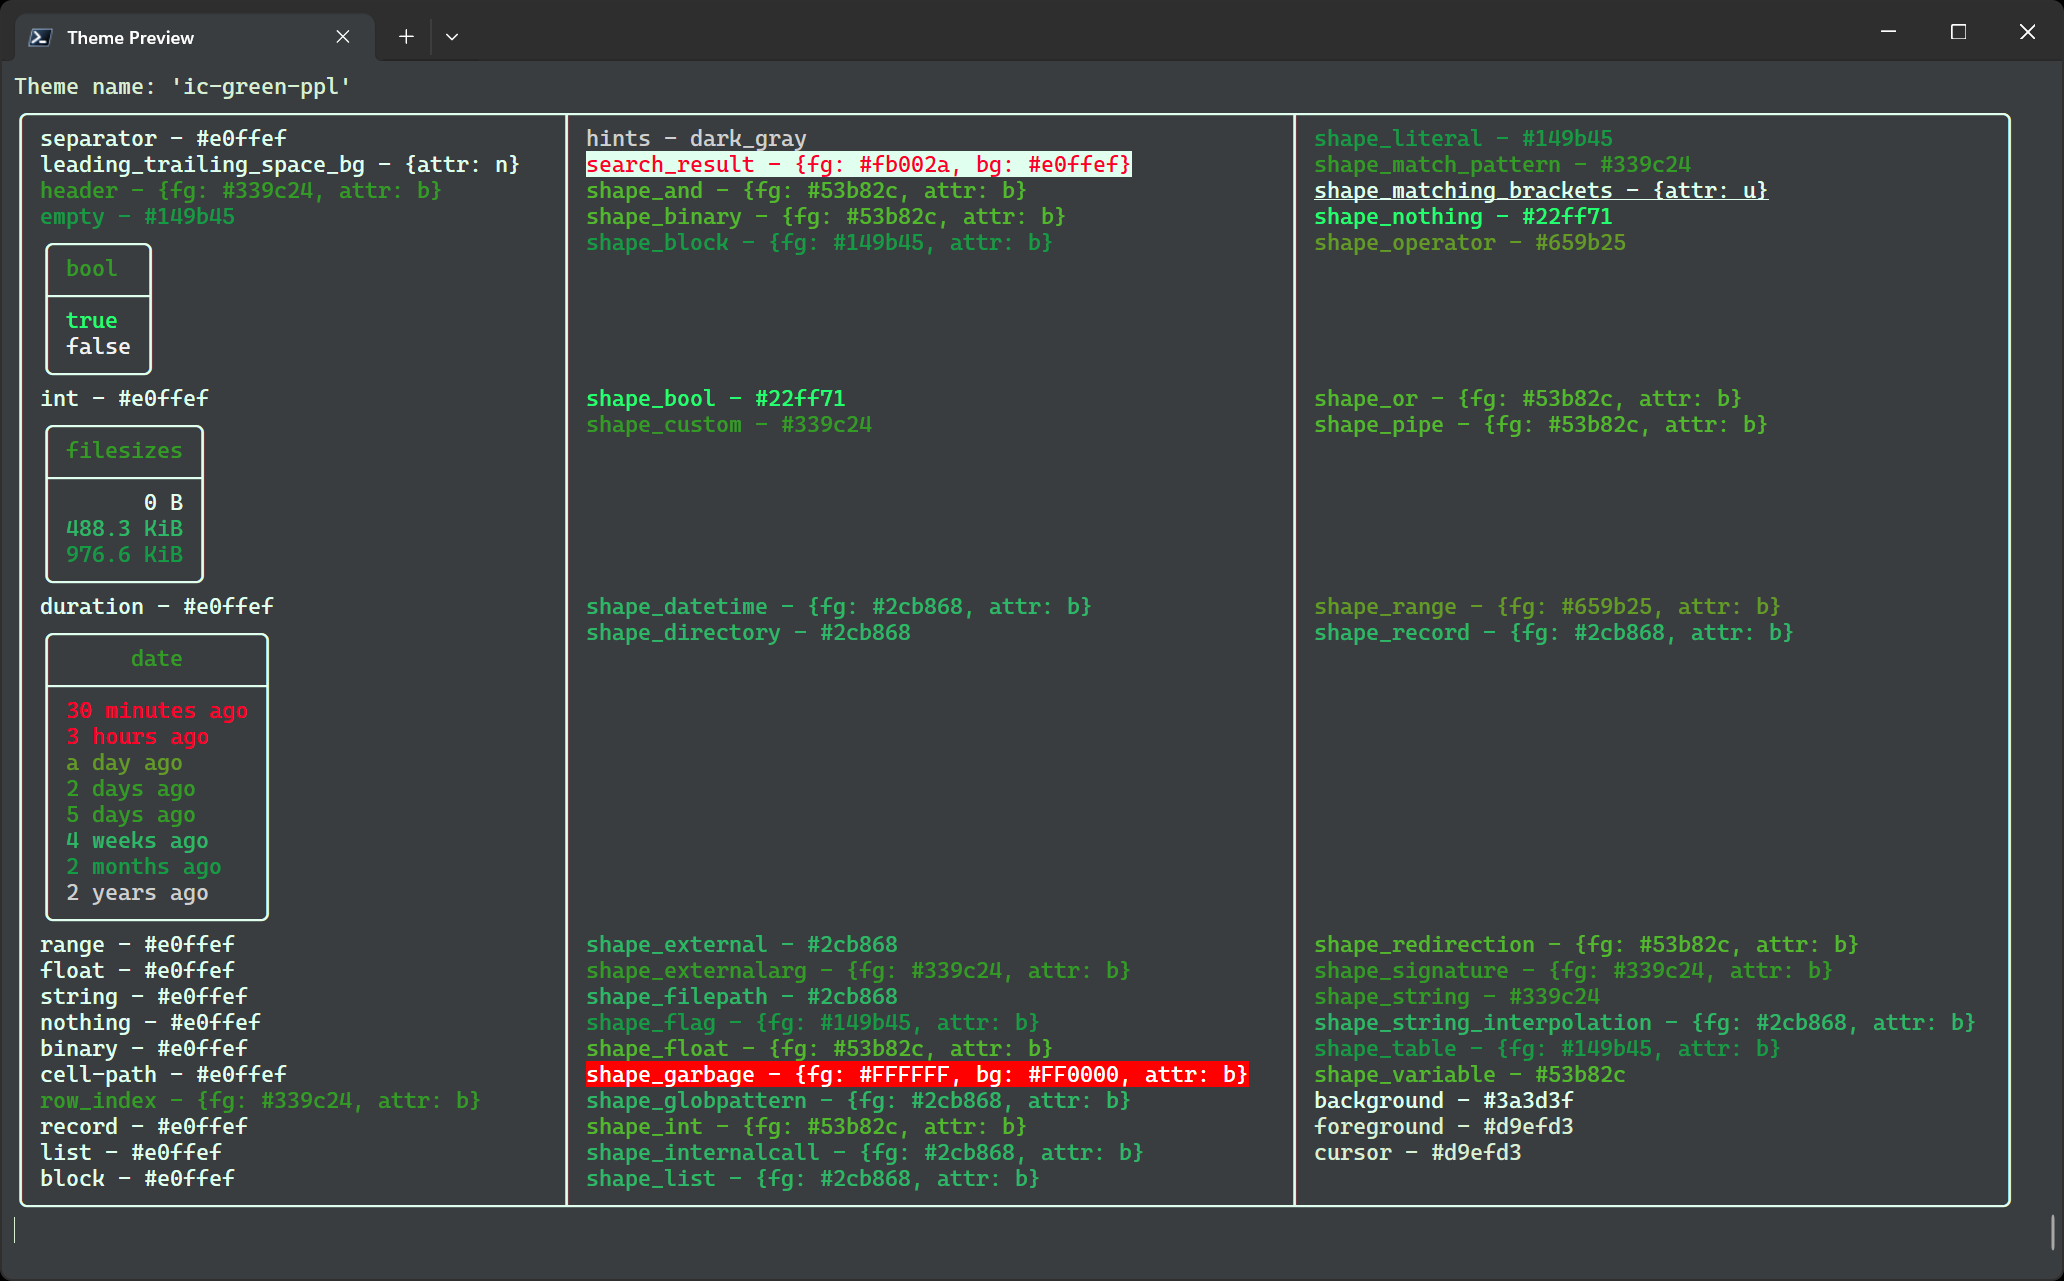 Theme Preview
Theme name: 'ic-green-ppl'
separator - #e0ffef
leading_trailing_space_bg - {attr: n}
header - {fg: #339c24, attr: b}
empty - #149b45
bool
true
false
int - #e0ffef
filesizes
0 B
488.3 KiB
976.6 KiB
duration - #e0ffef
date
30 minutes ago
3 hours ago
a day ago
2 days ago
5 days ago
4 weeks ago
2 months ago
2 years ago
range - #e0ffef
float - #e0ffef
string - #e0ffef
nothing - #e0ffef
binary - #e0ffef
cell-path - #e0ffef
row_index - {fg: #339c24, attr: b}
record - #e0ffef
list - #e0ffef
block - #e0ffef
hints - dark_gray
search_result - {fg: #fb002a, bg: #e0ffef}
shape_and - {fg: #53b82c, attr: b}
shape_binary - {fg: #53b82c, attr: b}
shape_block - {fg: #149b45, attr: b}
shape_bool - #22ff71
shape_custom - #339c24
shape_datetime - {fg: #2cb868, attr: b}
shape_directory - #2cb868
shape_external - #2cb868
shape_externalarg - {fg: #339c24, attr: b}
shape_filepath - #2cb868
shape_flag - {fg: #149b45, attr: b}
shape_float - {fg: #53b82c, attr: b}
shape_garbage - {fg: #FFFFFF, bg: #FF0000, attr: b}
shape_globpattern - {fg: #2cb868, attr: b}
shape_int - {fg: #53b82c, attr: b}
shape_internalcall - {fg: #2cb868, attr: b}
shape_list - {fg: #2cb868, attr: b}
shape_literal - #149b45
shape_match_pattern - #339c24
shape_matching_brackets - {attr: u}
shape_nothing - #22ff71
shape_operator - #659b25
shape_or - {fg: #53b82c, attr: b}
shape_pipe - {fg: #53b82c, attr: b}
shape_range - {fg: #659b25, attr: b}
shape_record - {fg: #2cb868, attr: b}
shape_redirection - {fg: #53b82c, attr: b}
shape_signature - {fg: #339c24, attr: b}
shape_string - #339c24
shape_string_interpolation - {fg: #2cb868, attr: b}
shape_table - {fg: #149b45, attr: b}
shape_variable - #53b82c
background - #3a3d3f
foreground - #d9efd3
cursor - #d9efd3